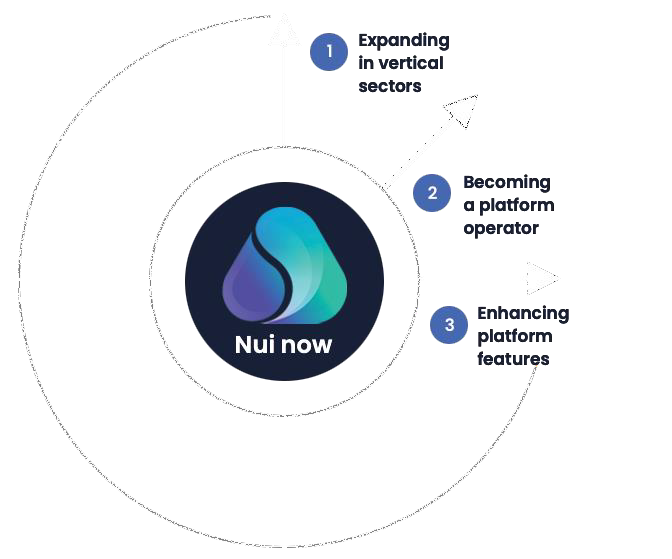 1
Expanding
in vertical
sectors
2
Becoming
a platform
operator
3
Enhancing
platform
features
Nui now